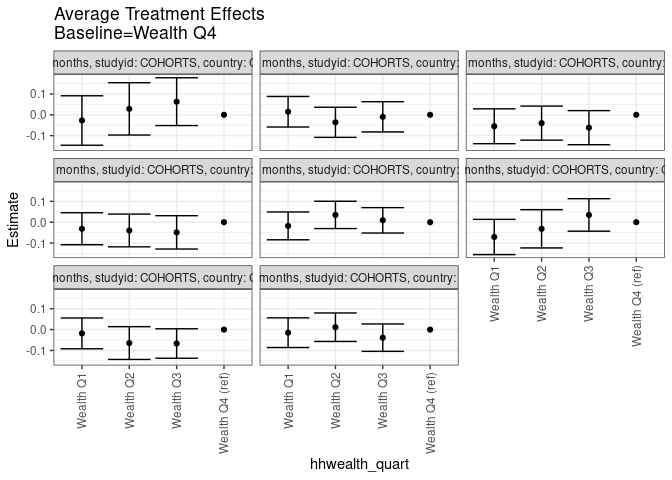 Average Treatment Effects
Baseline=Wealth Q4
months, studyid: COHORTS, country:
months, studyid: COHORTS, country:
months, studyid: COHORTS, country:
0.1
0.0
-0.1
months, studyid: COHORTS, country:
months, studyid: COHORTS, country:
months, studyid: COHORTS, country:
0.1
0.0
-0.1
months, studyid: COHORTS, country:
months, studyid: COHORTS, country:
0.1
0.0
-0.1
Estimate
Wealth Q1
Wealth Q2
Wealth Q3
Wealth Q4 (ref)
Wealth Q1
Wealth Q2
Wealth Q3
Wealth Q4 (ref)
Wealth Q1
Wealth Q2
Wealth Q3
Wealth Q4 (ref)
hhwealth_quart